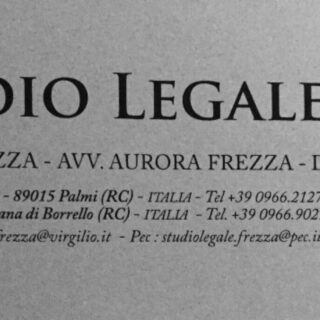 DIO LEGALE
ZZA - AVV. AURORA FREZZA - D
- 89015 Palmi (RC) - ITALIA - Tel +39 0966.2127
ana di Borrello (RC) - ITALIA - Tel. +39 0966.902
frezza@virgilio.it - Pec : studiolegale.frezza@pec.i